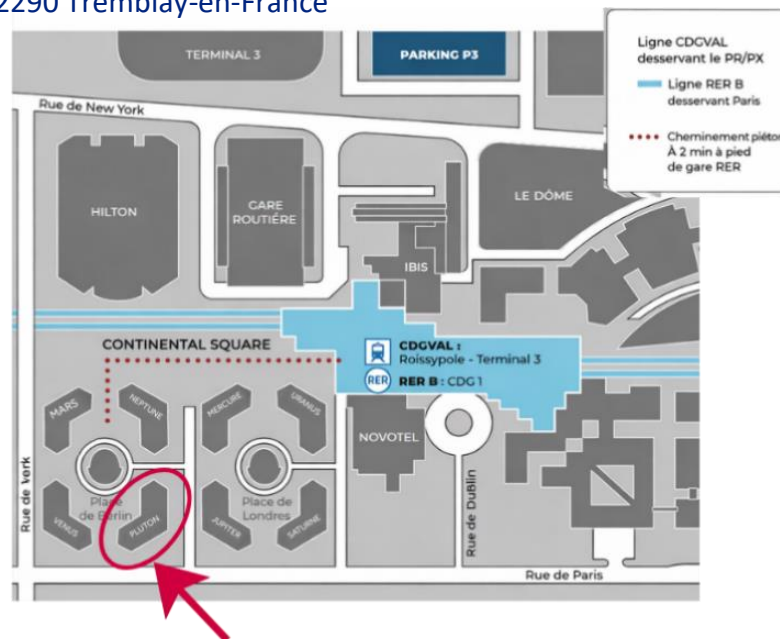 2290 Tremblay-en-France
TERMINAL 3
PARKING P3
Ligne CDGVAL
desservant le PR/PX
Ligne RER B
desservant Paris
Cheminement piéton
À 2 min à pied
de gare RER
Rue de New York
HILTON
GARE
ROUTIÉRE
LE DÔME
IBIS
CONTINENTAL SQUARE
CDGVAL :
Roissypole - Terminal 3
RER
RER B : CDG 1
MARS
NEPTUNE
MERCURE
URANUS
NOVOTEL
Rue de York
Place
de Berlin
Place de
Londres
VENUS
PLUTON
JUPITER
SATURNE
Rue de DuBlin
Rue de Paris